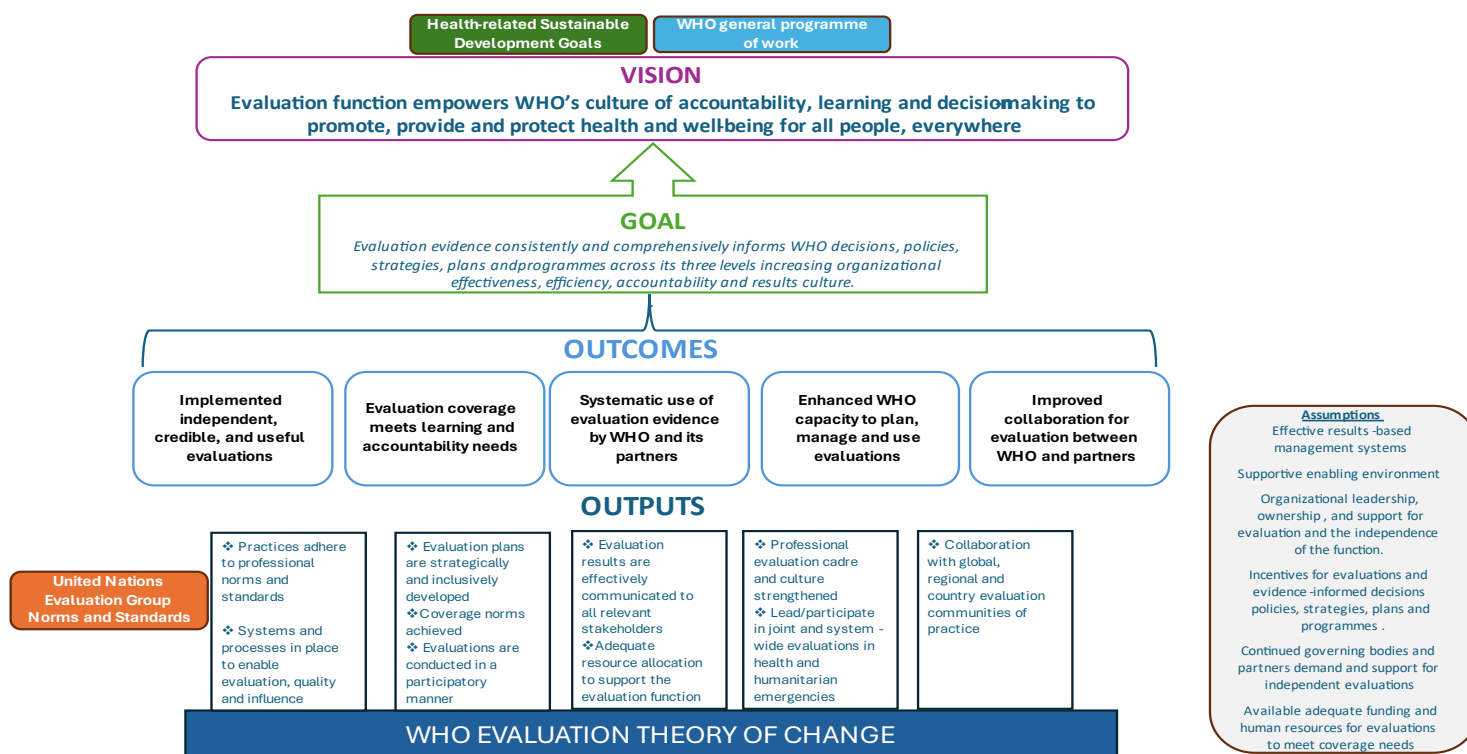 Health-related Sustainable
Development Goals
WHO general programme
of work
VISION
Evaluation function empowers WHO's culture of accountability, learning and decision-making to
promote, provide and protect health and well-being for all people, everywhere
GOAL
Evaluation evidence consistently and comprehensively informs WHO decisions, policies,
strategies, plans andprogrammes across its three levels increasing organizational
effectiveness, efficiency, accountability and results culture.
OUTCOMES
Implemented
independent,
credible, and useful
evaluations
Evaluation coverage
meets learning and
accountability needs
Systematic use of
evaluation evidence
by WHO and its
partners
Enhanced WHO
capacity to plan,
manage and use
evaluations
Improved
collaboration for
evaluation between
WHO and partners
OUTPUTS
United Nations
Evaluation Group
Norms and Standards
❖ Practices adhere
to professional
norms and
standards
❖ Systems and
processes in place
to enable
evaluation, quality
and influence
❖ Evaluation plans
are strategically
and inclusively
developed
❖Coverage norms
achieved
❖ Evaluations are
conducted in a
participatory
manner
❖ Evaluation
results are
effectively
communicated to
all relevant
stakeholders
❖Adequate
resource allocation
to support the
evaluation function
❖ Professional
evaluation cadre
and culture
strengthened
❖ Lead/participate
in joint and system -
wide evaluations in
health and
humanitarian
emergencies
❖ Collaboration
with global,
regional and
country evaluation
communities of
practice
WHO EVALUATION THEORY OF CHANGE
Assumptions
Effective results -based
management systems
Supportive enabling environment
Organizational leadership,
ownership , and support for
evaluation and the independence
of the function.
Incentives for evaluations and
evidence -informed decisions
policies, strategies, plans and
programmes .
Continued governing bodies and
partners demand and support for
independent evaluations
Available adequate funding and
human resources for evaluations
to meet coverage needs